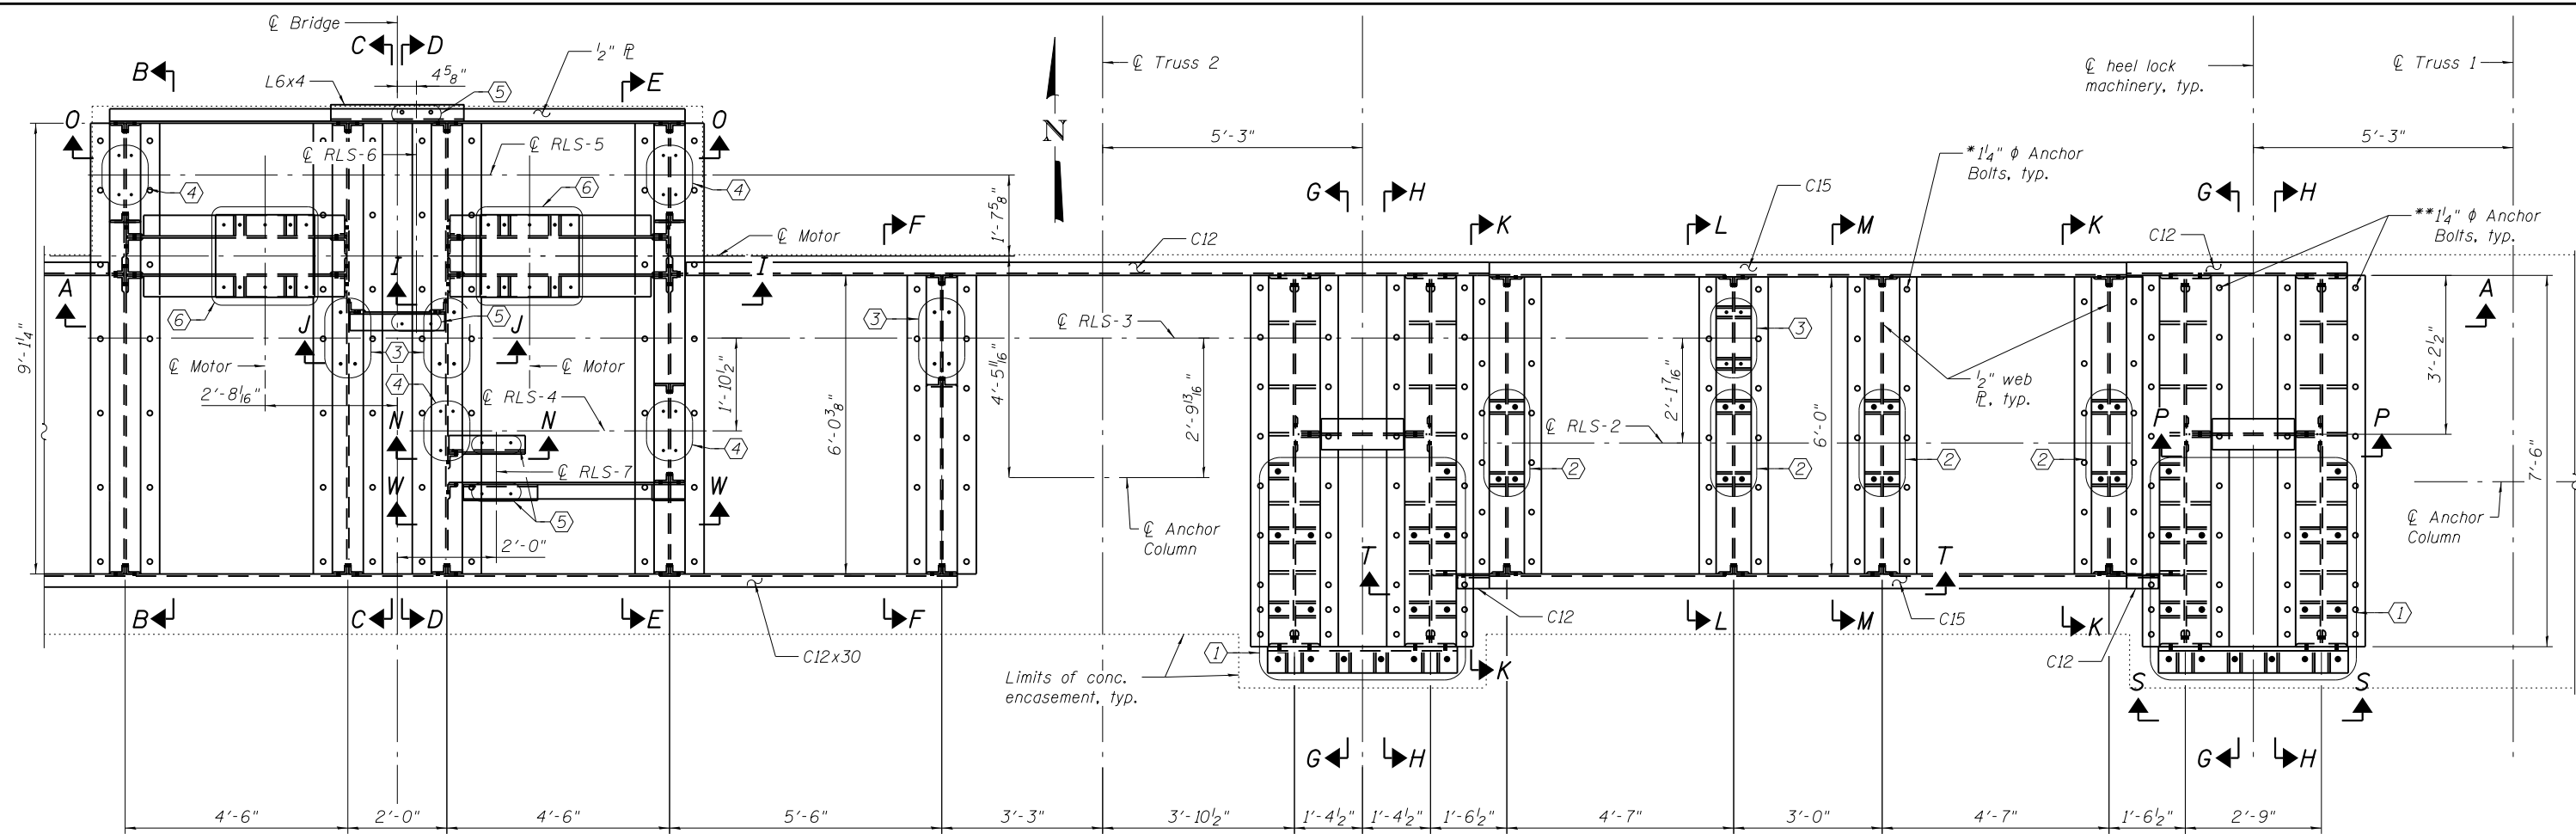 ℄ Bridge
C D
½" ℞
4⅝"
B
L6x4
5
E
℄ Truss 2
N
℄ heel lock
machinery, typ.
℄ Truss 1
5'-3"
5'-3"
O
O
℄ RLS-6
℄ RLS-5
4
4
6
*1¼" ϕ Anchor
Bolts, typ.
C15
G H
G H
**1¼" ϕ Anchor
Bolts, typ.
1'-7⅝"
F
K
L
M
K
C12
C12
℄ Motor
9'-1¼"
A
I
I
A
6
5
J
J
3
3
℄ RLS-3
3
℄ Motor
℄ Motor
4
2'-8 1/16"
℄ RLS-4
1'-10½"
6'-0⅜"
4'-5 11/16"
2'-9 13/16"
2'-1 7/16"
6'-0"
½" web
℞, typ.
3'-2½"
7'-6"
N
N
4
℄ RLS-2
P
P
2
2
2
2
℄ RLS-7
W
W
5
2'-0"
℄ Anchor
Column
℄ Anchor
Column
T
T
B
C D
E
F
C12
L
M
C15
K
1
C12x30
1
K
C12
Limits of conc.
encasement, typ.
S
S
G H
G H
4'-6"
2'-0"
4'-6"
5'-6"
3'-3"
3'-10½"
1'-4½"
1'-4½"
1'-6½"
4'-7"
3'-0"
4'-7"
1'-6½"
2'-9"